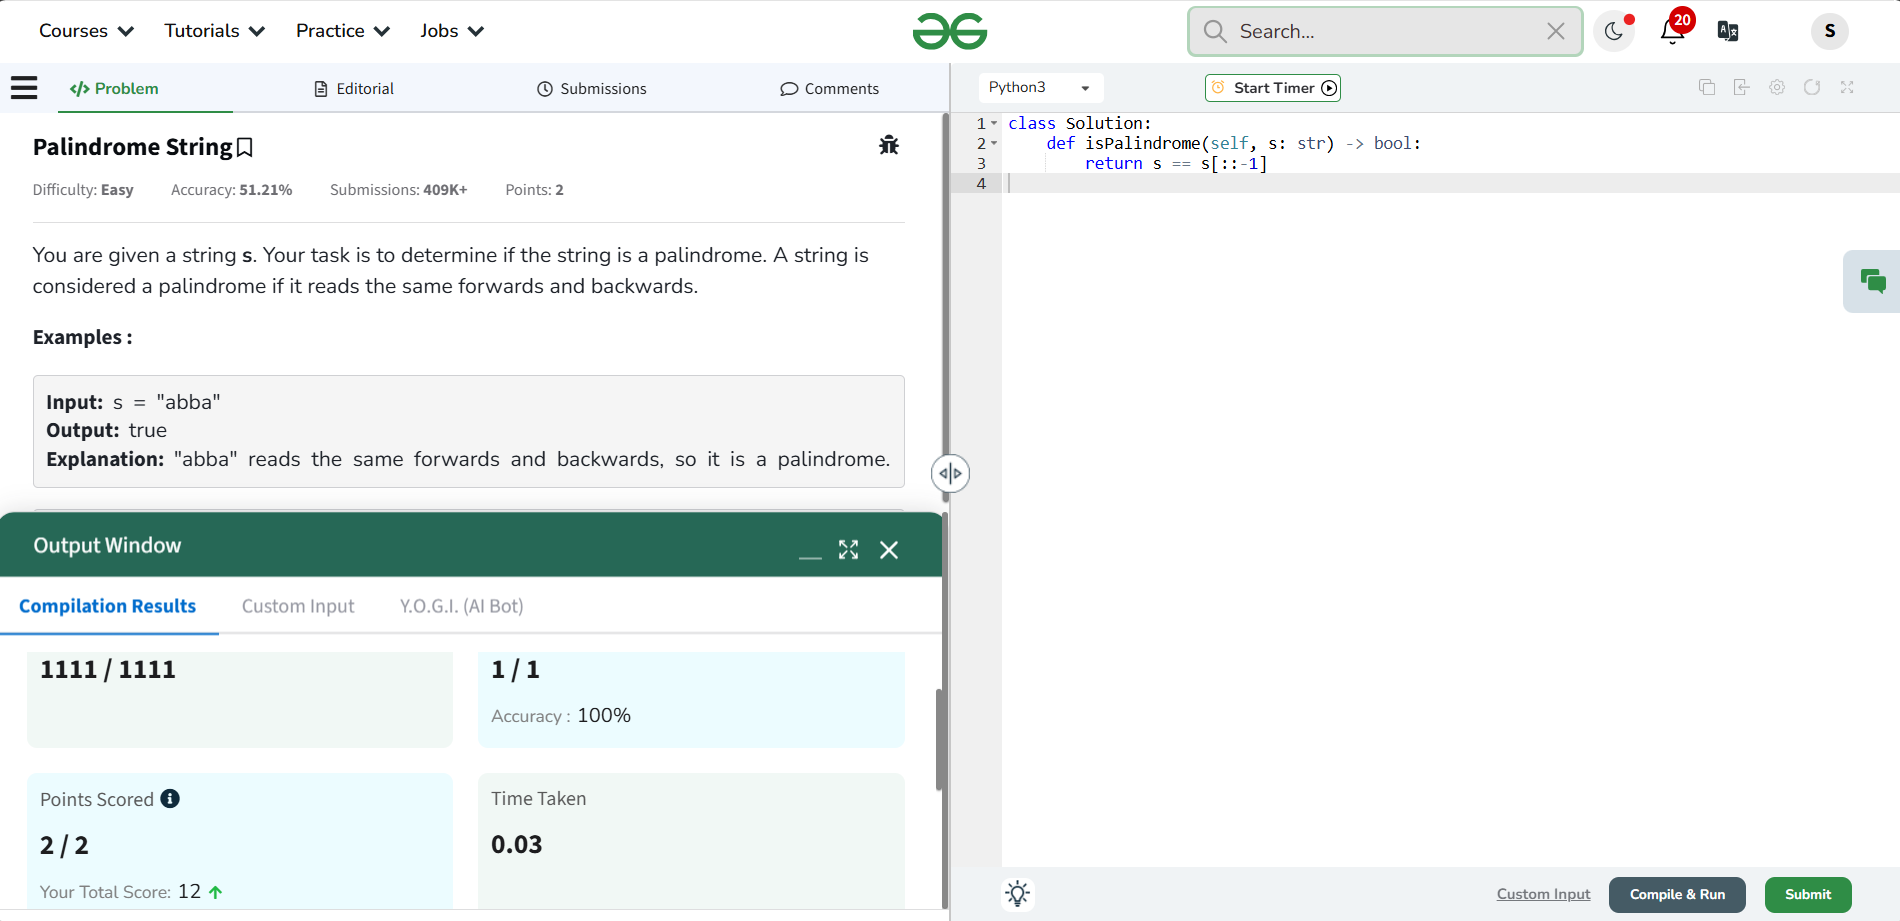 Courses Tutorials Practice Jobs Search... 20 S
Problem Editorial Submissions Comments
Python3 Start Timer
Palindrome String
Difficulty: Easy Accuracy: 51.21% Submissions: 409K+ Points: 2
You are given a string s. Your task is to determine if the string is a palindrome. A string is
considered a palindrome if it reads the same forwards and backwards.
Examples :
Input: s = "abba"
Output: true
Explanation: "abba" reads the same forwards and backwards, so it is a palindrome.
Output Window
Compilation Results Custom Input Y.O.G.I. (AI Bot)
1111 / 1111
1 / 1
Accuracy : 100%
Points Scored
2 / 2
Your Total Score: 12
Time Taken
0.03
1 class Solution:
2 def isPalindrome(self, s: str) -> bool:
3 return s == s[::-1]
4
Custom Input Compile & Run Submit